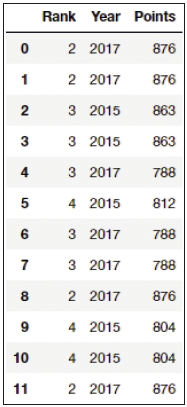 Rank Year Points
0 2 2017 876
1 2 2017 876
2 3 2015 863
3 3 2015 863
4 3 2017 788
5 4 2015 812
6 3 2017 788
7 3 2017 788
8 2 2017 876
9 4 2015 804
10 4 2015 804
11 2 2017 876